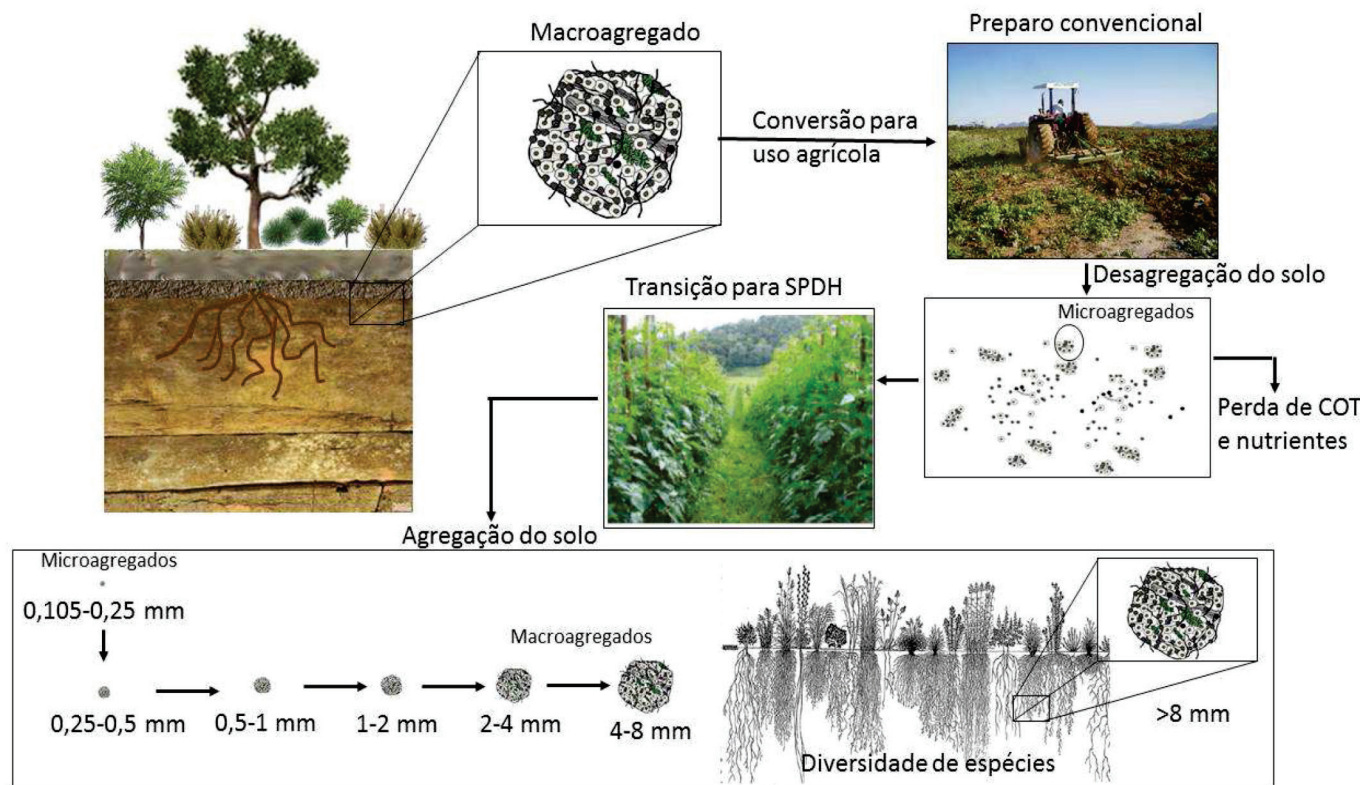 Macroagregado
Preparo convencional
Conversão para
uso agrícola
Desagregação do solo
Microagregados
Perda de COT
e nutrientes
Transição para SPDH
Agregação do solo
Microagregados
0,105-0,25 mm
0,25-0,5 mm
0,5-1 mm
1-2 mm
Macroagregados
2-4 mm
4-8 mm
>8 mm
Diversidade de espécies